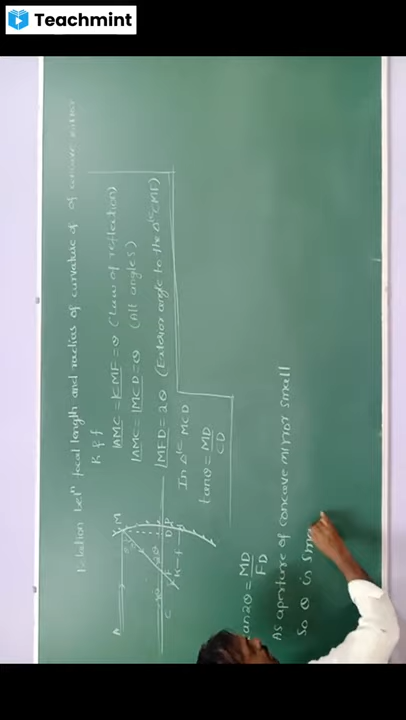 Teachmint
Relation betⁿ focal length and radius of curvature of concave mirror
R & f
∠AMC = ∠CMF = θ (Law of reflection)
∠AMC = ∠MCD = θ (Alt angles)
∠MFD = 2θ (Exterior angle to the Δˡᵉ CMF)
In Δˡᵉ MCD
tanθ = MD/CD
tan2θ = MD/FD
As aperture of concave mirror small
So θ is sm
A
M
θ
θ
θ
2θ
C
F
D
P
f